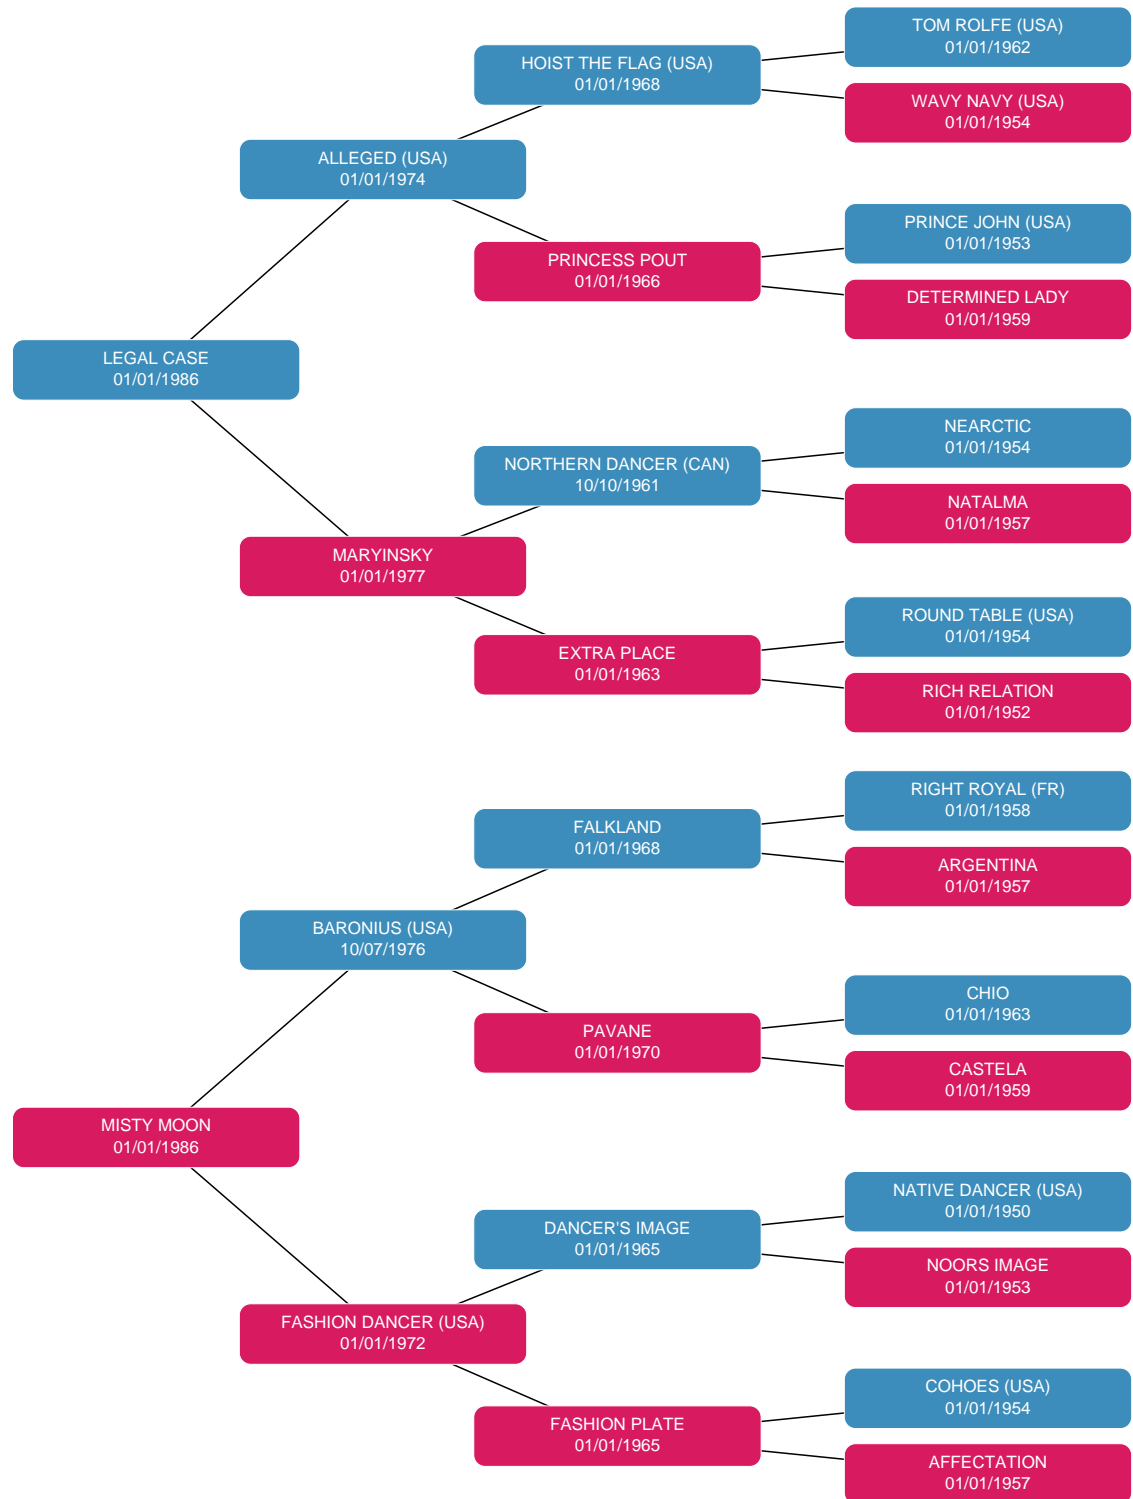 TOM ROLFE (USA)
01/01/1962
HOIST THE FLAG (USA)
01/01/1968
WAVY NAVY (USA)
01/01/1954
ALLEGED (USA)
01/01/1974
PRINCE JOHN (USA)
01/01/1953
PRINCESS POUT
01/01/1966
DETERMINED LADY
01/01/1959
LEGAL CASE
01/01/1986
NEARCTIC
01/01/1954
NORTHERN DANCER (CAN)
10/10/1961
NATALMA
01/01/1957
MARYINSKY
01/01/1977
ROUND TABLE (USA)
01/01/1954
EXTRA PLACE
01/01/1963
RICH RELATION
01/01/1952
RIGHT ROYAL (FR)
01/01/1958
FALKLAND
01/01/1968
ARGENTINA
01/01/1957
BARONIUS (USA)
10/07/1976
CHIO
01/01/1963
PAVANE
01/01/1970
CASTELA
01/01/1959
MISTY MOON
01/01/1986
NATIVE DANCER (USA)
01/01/1950
DANCER'S IMAGE
01/01/1965
NOORS IMAGE
01/01/1953
FASHION DANCER (USA)
01/01/1972
COHOES (USA)
01/01/1954
FASHION PLATE
01/01/1965
AFFECTATION
01/01/1957